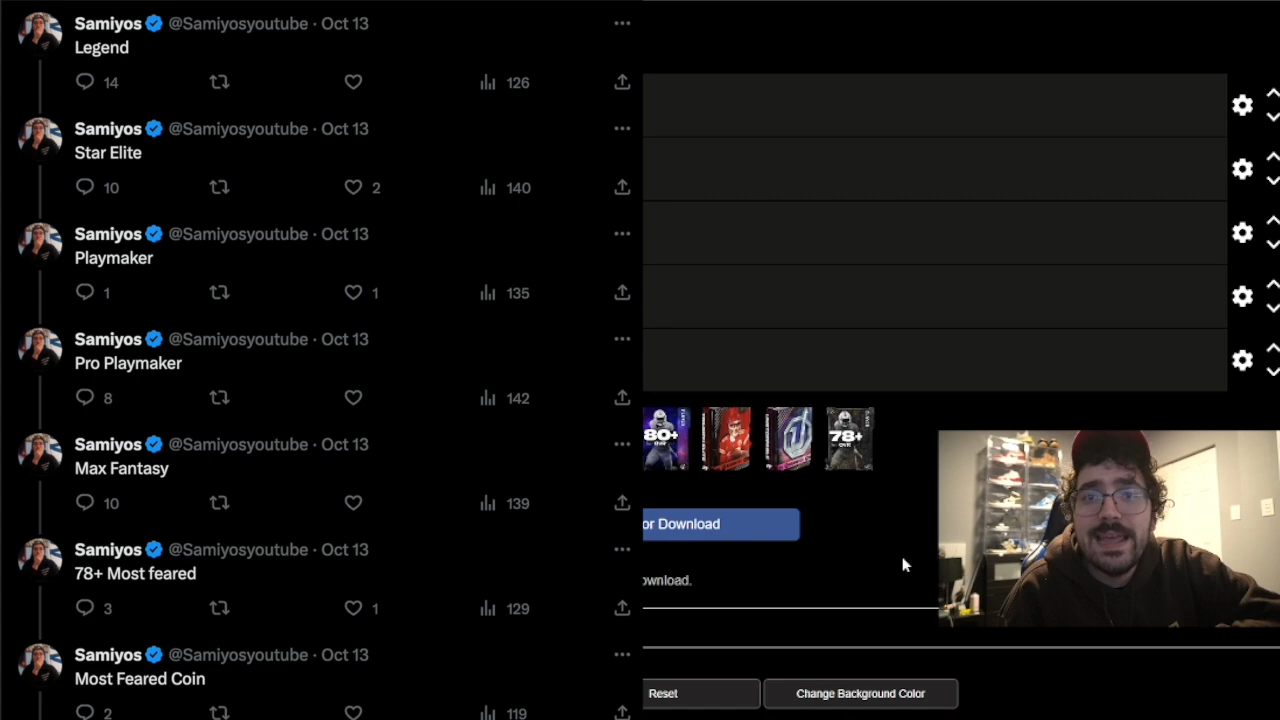 Samiyos @Samiyosyoutube · Oct 13
Legend
14 126
Samiyos @Samiyosyoutube · Oct 13
Star Elite
10 2 140
Samiyos @Samiyosyoutube · Oct 13
Playmaker
1 1 135
Samiyos @Samiyosyoutube · Oct 13
Pro Playmaker
8 142
Samiyos @Samiyosyoutube · Oct 13
Max Fantasy
10 139
Samiyos @Samiyosyoutube · Oct 13
78+ Most feared
3 1 129
Samiyos @Samiyosyoutube · Oct 13
Most Feared Coin
2 119
80+
OVR
78+
OVR
or Download
ownload.
Reset
Change Background Color